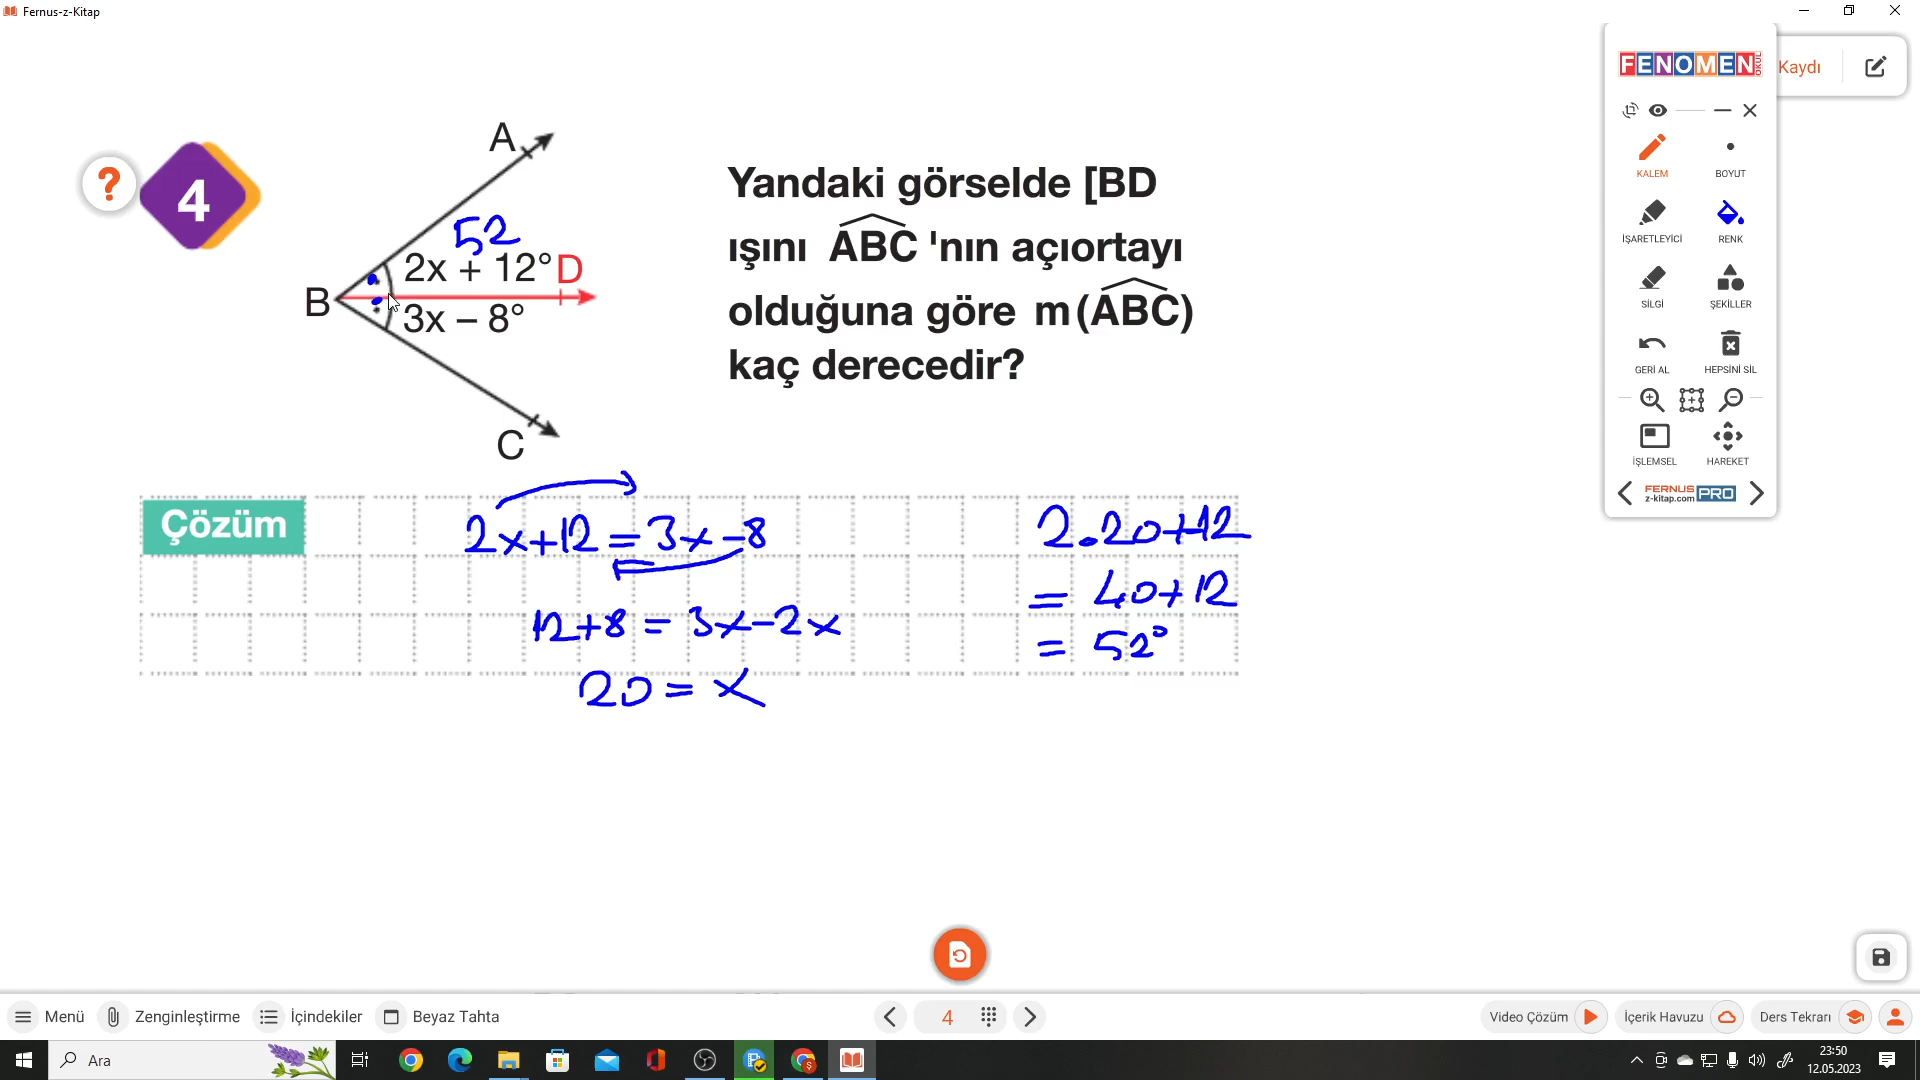 Fernus-z-Kitap
FENOMEN OKUL
Kaydı
4
A
52
2x + 12° D
B
3x – 8°
C
Yandaki görselde [BD
ışını ABC 'nın açıortayı
olduğuna göre m(ABC)
kaç derecedir?
KALEM BOYUT
İŞARETLEYİCİ RENK
SİLGİ ŞEKİLLER
GERİ AL HEPSİNİ SİL
İŞLEMSEL HAREKET
FERNUS z-kitap.com PRO
Çözüm
2x+12 = 3x-8
12+8 = 3x-2x
20 = x
2.20+12
= 40+12
= 52°
Menü Zenginleştirme İçindekiler Beyaz Tahta 4 Video Çözüm İçerik Havuzu Ders Tekrarı
Ara
23:50
12.05.2023